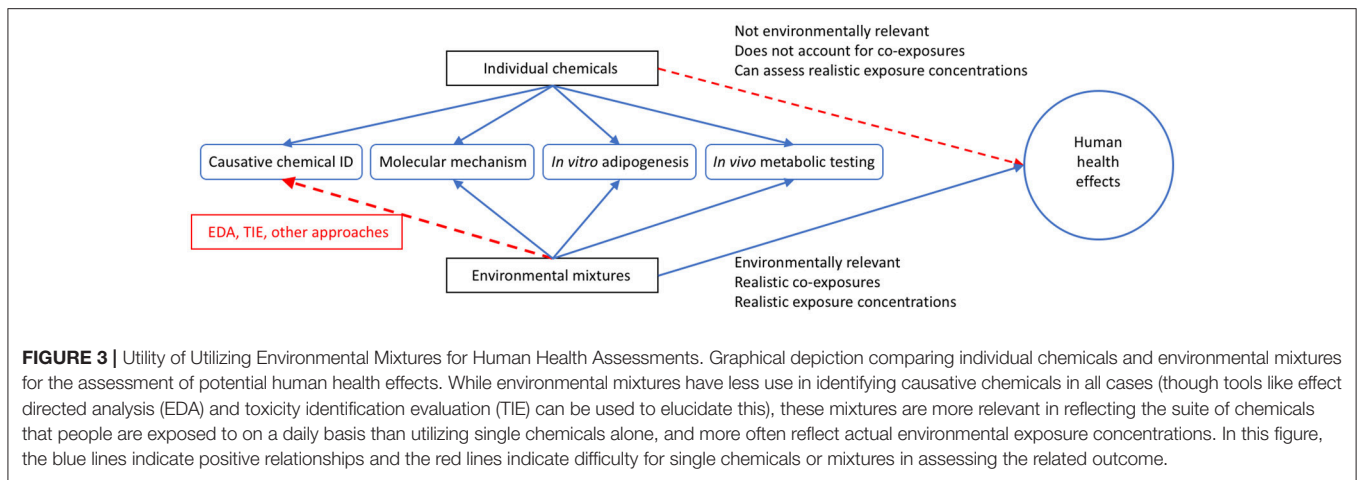 Not environmentally relevant
Does not account for co-exposures
Can assess realistic exposure concentrations
Individual chemicals
Causative chemical ID
Molecular mechanism
In vitro adipogenesis
In vivo metabolic testing
Human
health
effects
EDA, TIE, other approaches
Environmental mixtures
Environmentally relevant
Realistic co-exposures
Realistic exposure concentrations
FIGURE 3 | Utility of Utilizing Environmental Mixtures for Human Health Assessments. Graphical depiction comparing individual chemicals and environmental mixtures
for the assessment of potential human health effects. While environmental mixtures have less use in identifying causative chemicals in all cases (though tools like effect
directed analysis (EDA) and toxicity identification evaluation (TIE) can be used to elucidate this), these mixtures are more relevant in reflecting the suite of chemicals
that people are exposed to on a daily basis than utilizing single chemicals alone, and more often reflect actual environmental exposure concentrations. In this figure,
the blue lines indicate positive relationships and the red lines indicate difficulty for single chemicals or mixtures in assessing the related outcome.